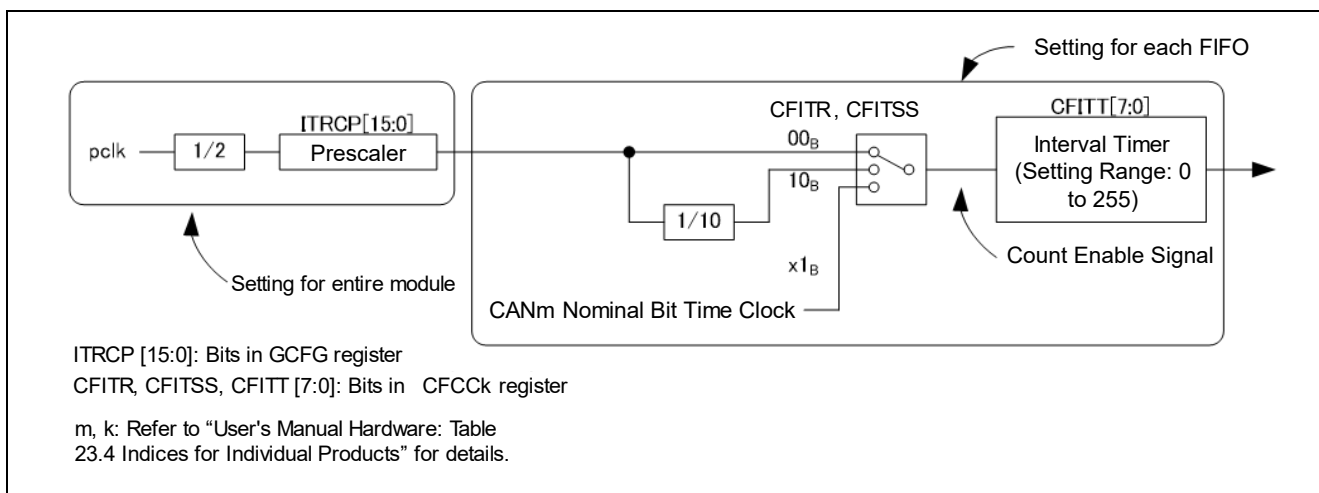 Setting for each FIFO
ITRCP[15:0]
pclk
1/2
Prescaler
CFITR, CFITSS
00B
10B
x1B
1/10
CFITT[7:0]
Interval Timer
(Setting Range: 0
to 255)
Count Enable Signal
Setting for entire module
CANm Nominal Bit Time Clock
ITRCP [15:0]: Bits in GCFG register
CFITR, CFITSS, CFITT [7:0]: Bits in CFCCk register
m, k: Refer to “User's Manual Hardware: Table
23.4 Indices for Individual Products” for details.